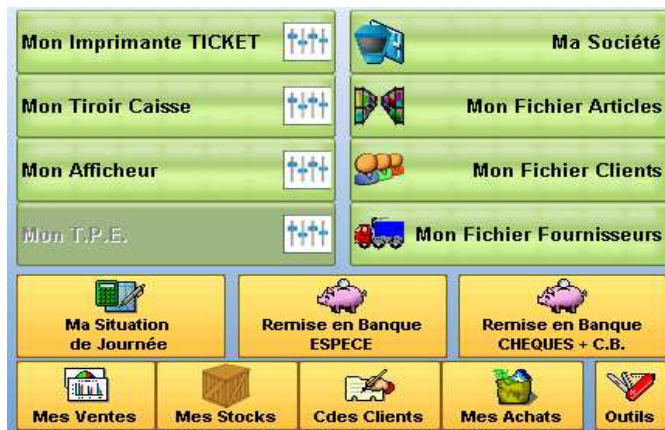 Mon Imprimante TICKET
Ma Société
Mon Tiroir Caisse
Mon Fichier Articles
Mon Afficheur
Mon Fichier Clients
Mon T.P.E.
Mon Fichier Fournisseurs
Ma Situation
de Journée
Remise en Banque
ESPECE
Remise en Banque
CHEQUES + C.B.
Mes Ventes
Mes Stocks
Cdes Clients
Mes Achats
Outils